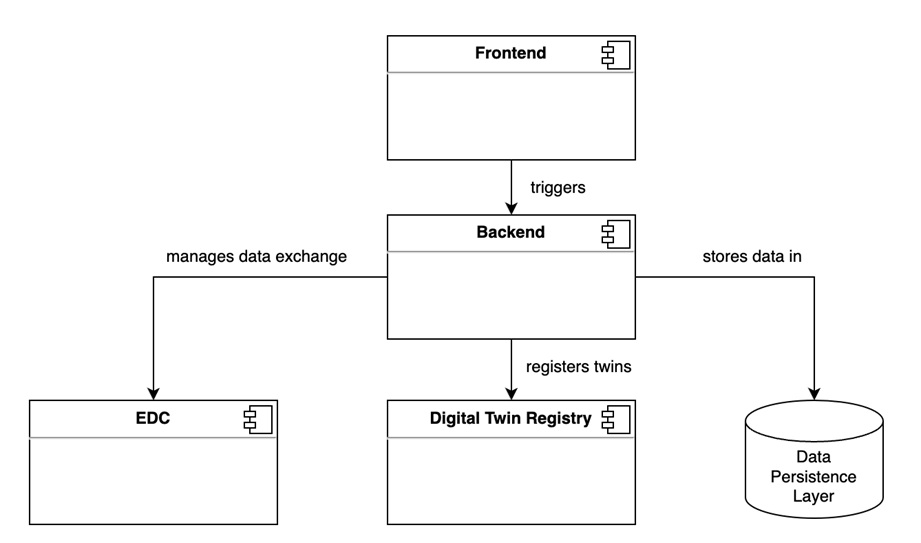 Frontend
triggers
Backend
manages data exchange
stores data in
registers twins
EDC
Digital Twin Registry
Data
Persistence
Layer